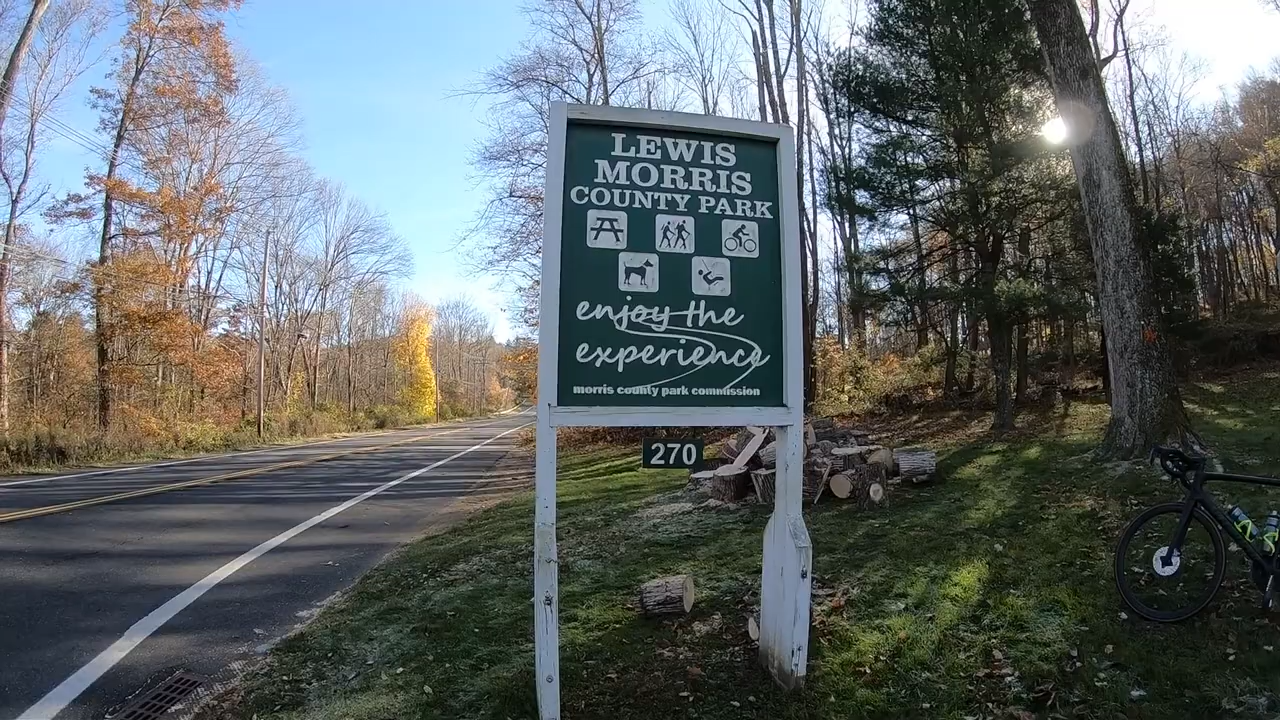 LEWIS
MORRIS
COUNTY PARK
enjoy the
experience
morris county park commission
270